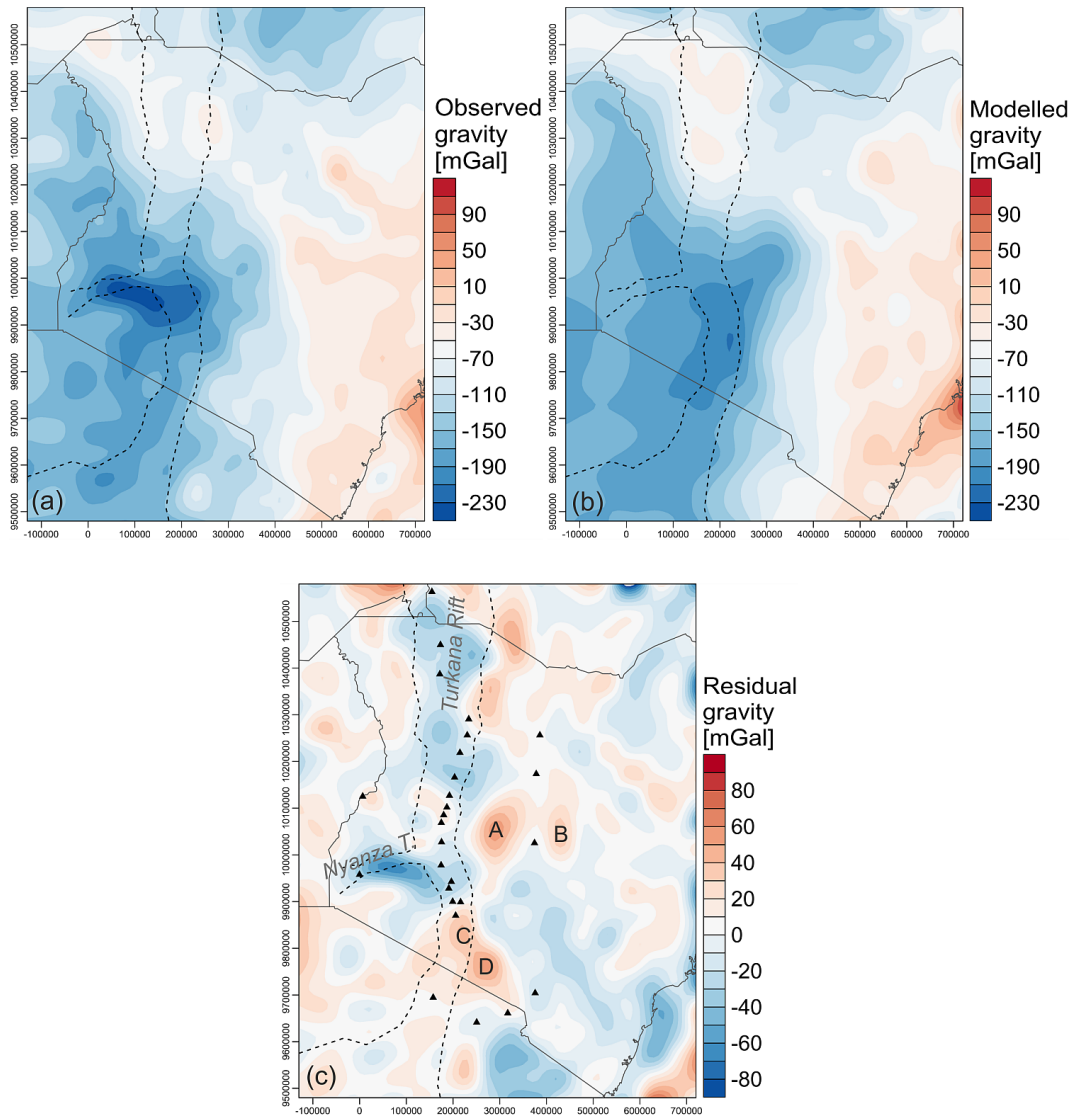 10500000
10400000
10300000
10200000
10100000
10000000
9900000
9800000
9700000
9600000
9500000
(a)
-100000 0 100000 200000 300000 400000 500000 600000 700000
Observed
gravity
[mGal]
90
50
10
-30
-70
-110
-150
-190
-230
10500000
10400000
10300000
10200000
10100000
10000000
9900000
9800000
9700000
9600000
9500000
(b)
-100000 0 100000 200000 300000 400000 500000 600000 700000
Modelled
gravity
[mGal]
90
50
10
-30
-70
-110
-150
-190
-230
10500000
10400000
10300000
10200000
10100000
10000000
9900000
9800000
9700000
9600000
9500000
Turkana Rift
Nyanza T.
A
B
C
D
(c)
-100000 0 100000 200000 300000 400000 500000 600000 700000
Residual
gravity
[mGal]
80
60
40
20
0
-20
-40
-60
-80